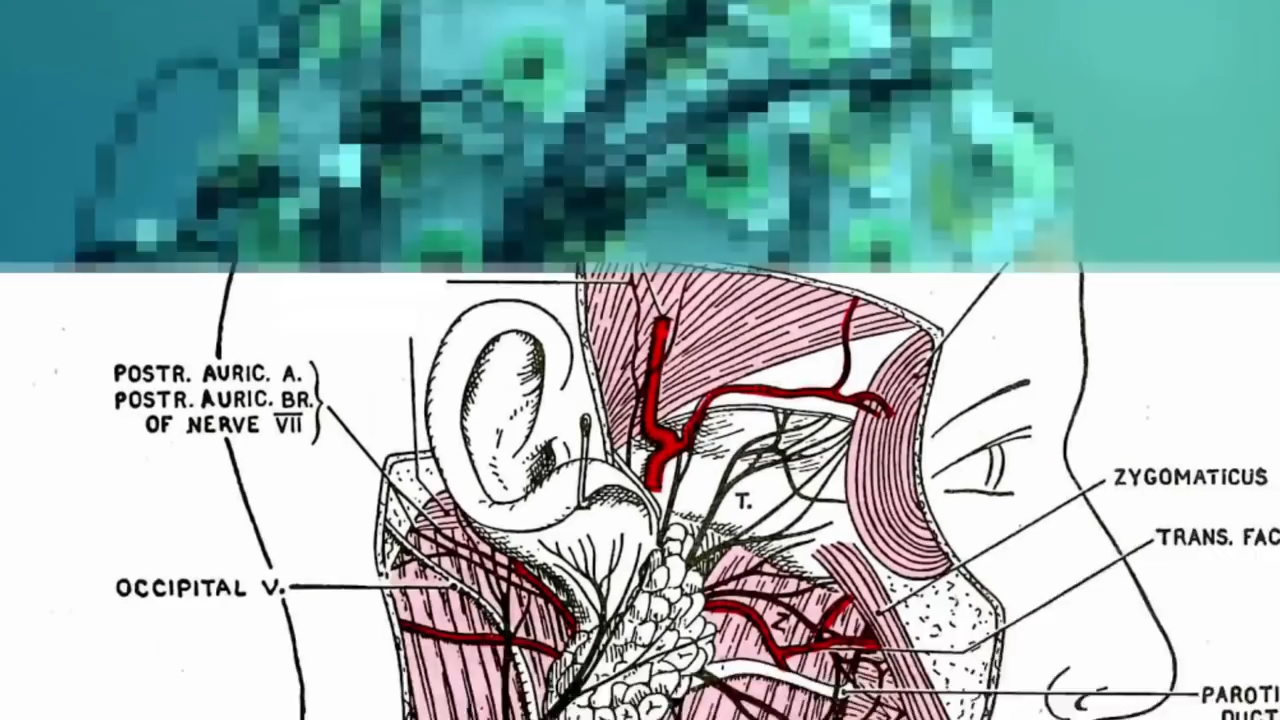 POSTR. AURIC. A.
POSTR. AURIC. BR.
OF NERVE VII
T.
ZYGOMATICUS
TRANS. FAC
OCCIPITAL V.
Z
M
PAROTI
DUCT